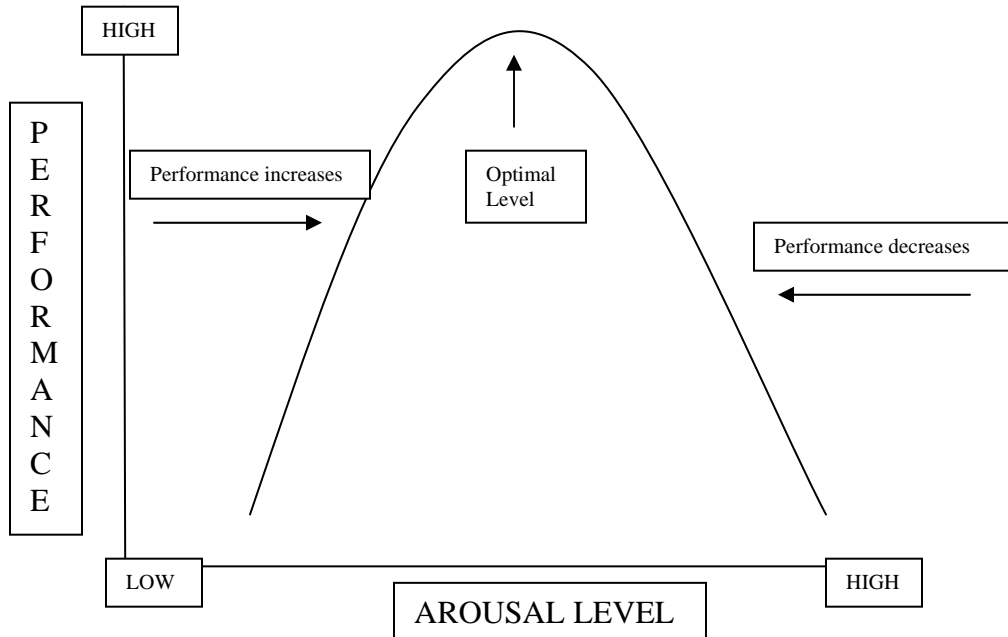 HIGH
P
E
R
F
O
R
M
A
N
C
E
Performance increases
Optimal
Level
Performance decreases
LOW
HIGH
AROUSAL LEVEL